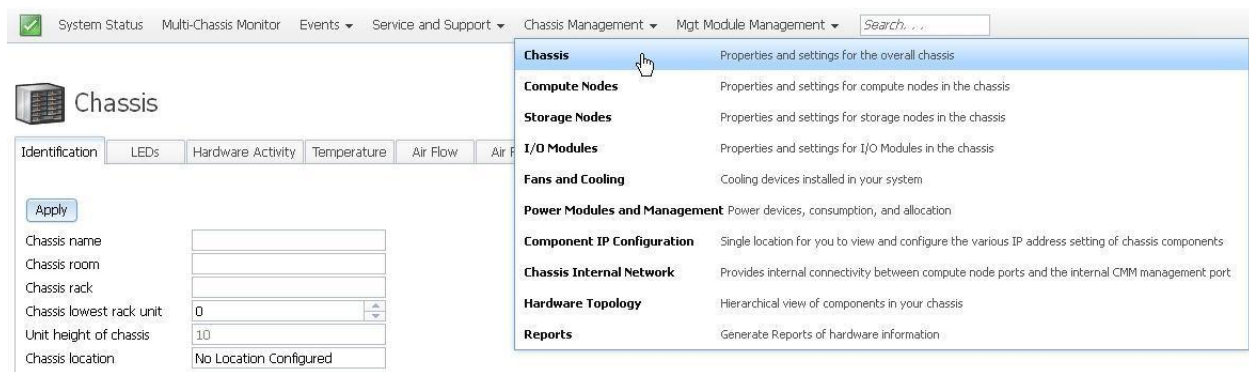 System Status Multi-Chassis Monitor Events Service and Support Chassis Management Mgt Module Management Search. . .
Chassis Properties and settings for the overall chassis
Compute Nodes Properties and settings for compute nodes in the chassis
Storage Nodes Properties and settings for storage nodes in the chassis
I/O Modules Properties and settings for I/O Modules in the chassis
Fans and Cooling Cooling devices installed in your system
Power Modules and Management Power devices, consumption, and allocation
Component IP Configuration Single location for you to view and configure the various IP address setting of chassis components
Chassis Internal Network Provides internal connectivity between compute node ports and the internal CMM management port
Hardware Topology Hierarchical view of components in your chassis
Reports Generate Reports of hardware information
Chassis
Identification LEDs Hardware Activity Temperature Air Flow Air
Apply
Chassis name
Chassis room
Chassis rack
Chassis lowest rack unit 0
Unit height of chassis 10
Chassis location No Location Configured